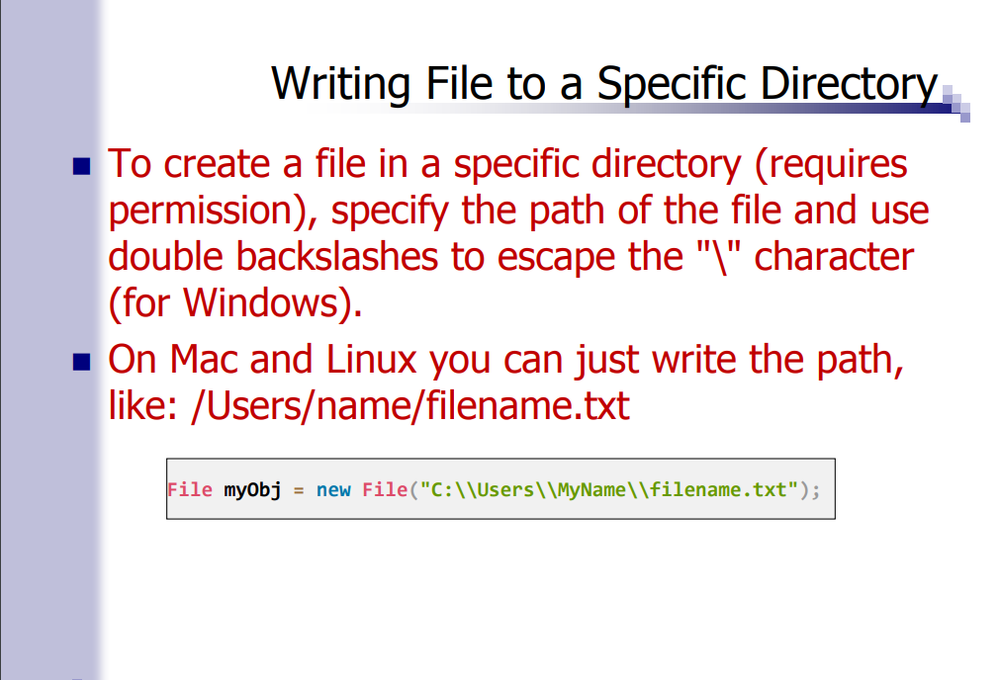 Writing File to a Specific Directory
To create a file in a specific directory (requires
permission), specify the path of the file and use
double backslashes to escape the "\" character
(for Windows).
On Mac and Linux you can just write the path,
like: /Users/name/filename.txt
File myObj = new File("C:\\Users\\MyName\\filename.txt");